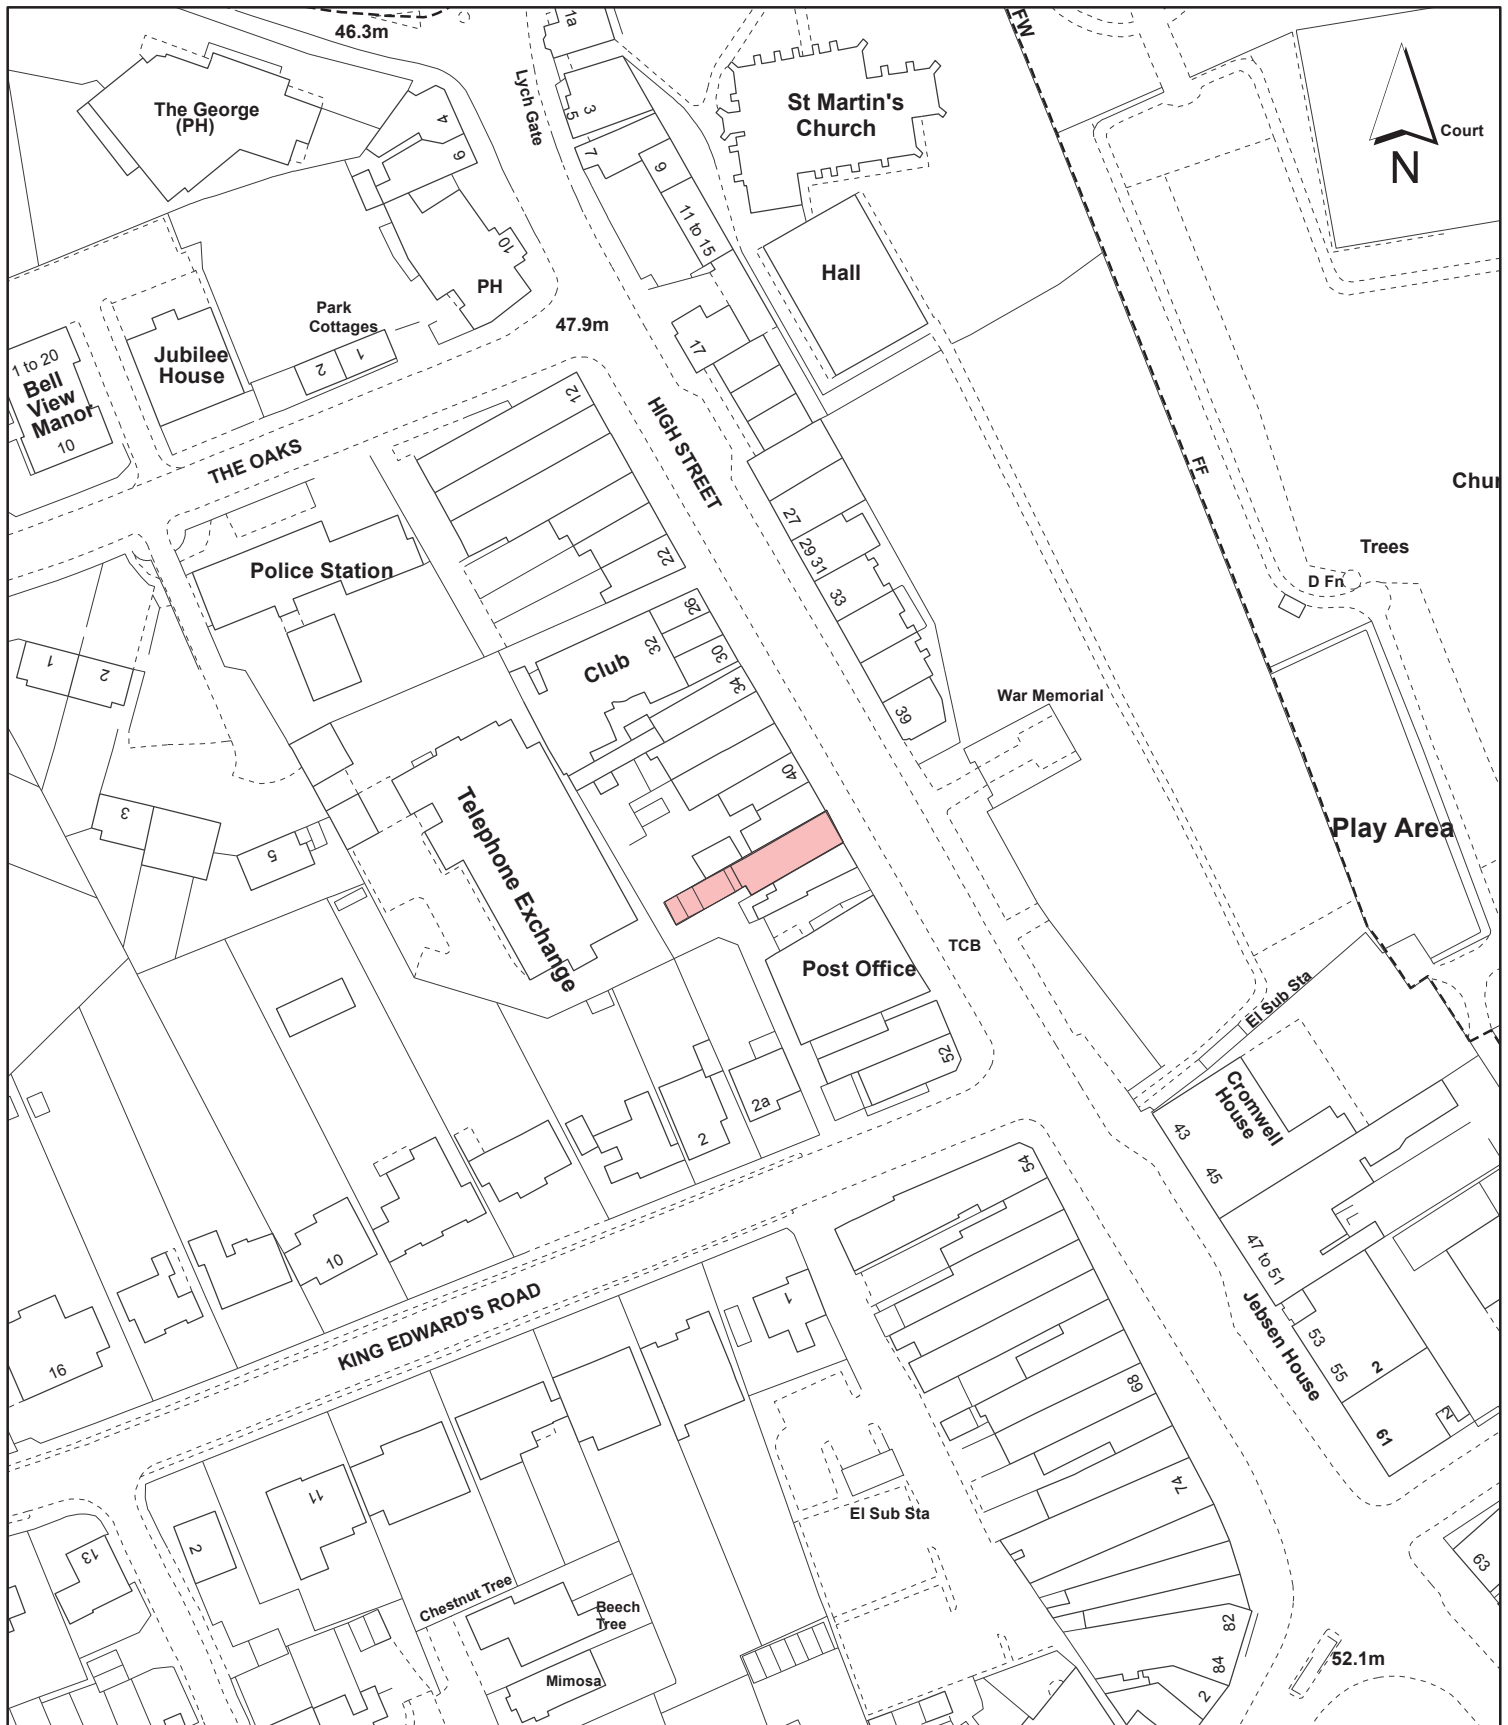 46.3m
1a
FW
Lych Gate
The George
(PH)
4
6
3
5
7
9
11 to 15
St Martin's
Church
Court
N
10
PH
Hall
Park
Cottages
47.9m
1 to 20
Bell
View
Manor
10
Jubilee
House
2
1
17
12
THE OAKS
HIGH STREET
FF
Chur
27
29 31
33
22
Trees
D Fn
Police Station
26
32
30
Club
34
1
2
39
War Memorial
40
3
5
Telephone Exchange
Play Area
Post Office
TCB
El Sub Sta
52
2a
2
Cromwell
House
43
45
54
10
47 to 51
1
KING EDWARD'S ROAD
Jebsen House
53
55
2
16
68
61
2
11
74
El Sub Sta
2
13
63
Chestnut Tree
Beech
Tree
82
84
2
52.1m
Mimosa